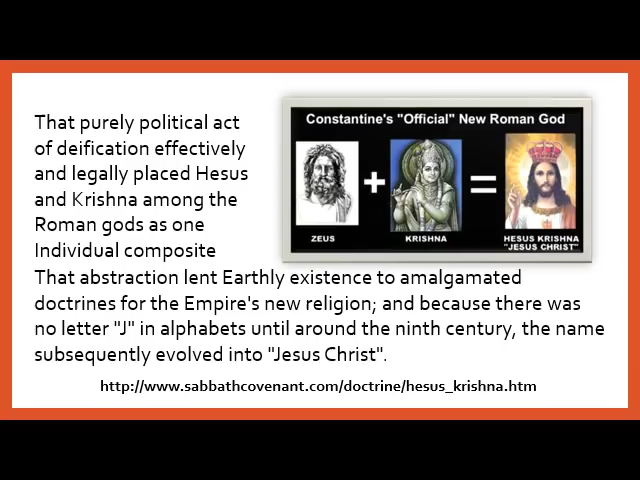 That purely political act
of deification effectively
and legally placed Hesus
and Krishna among the
Roman gods as one
Individual composite
Constantine's "Official" New Roman God
+
=
ZEUS
KRISHNA
HESUS KRISHNA
"JESUS CHRIST"
That abstraction lent Earthly existence to amalgamated
doctrines for the Empire's new religion; and because there was
no letter "J" in alphabets until around the ninth century, the name
subsequently evolved into "Jesus Christ".
http://www.sabbathcovenant.com/doctrine/hesus_krishna.htm